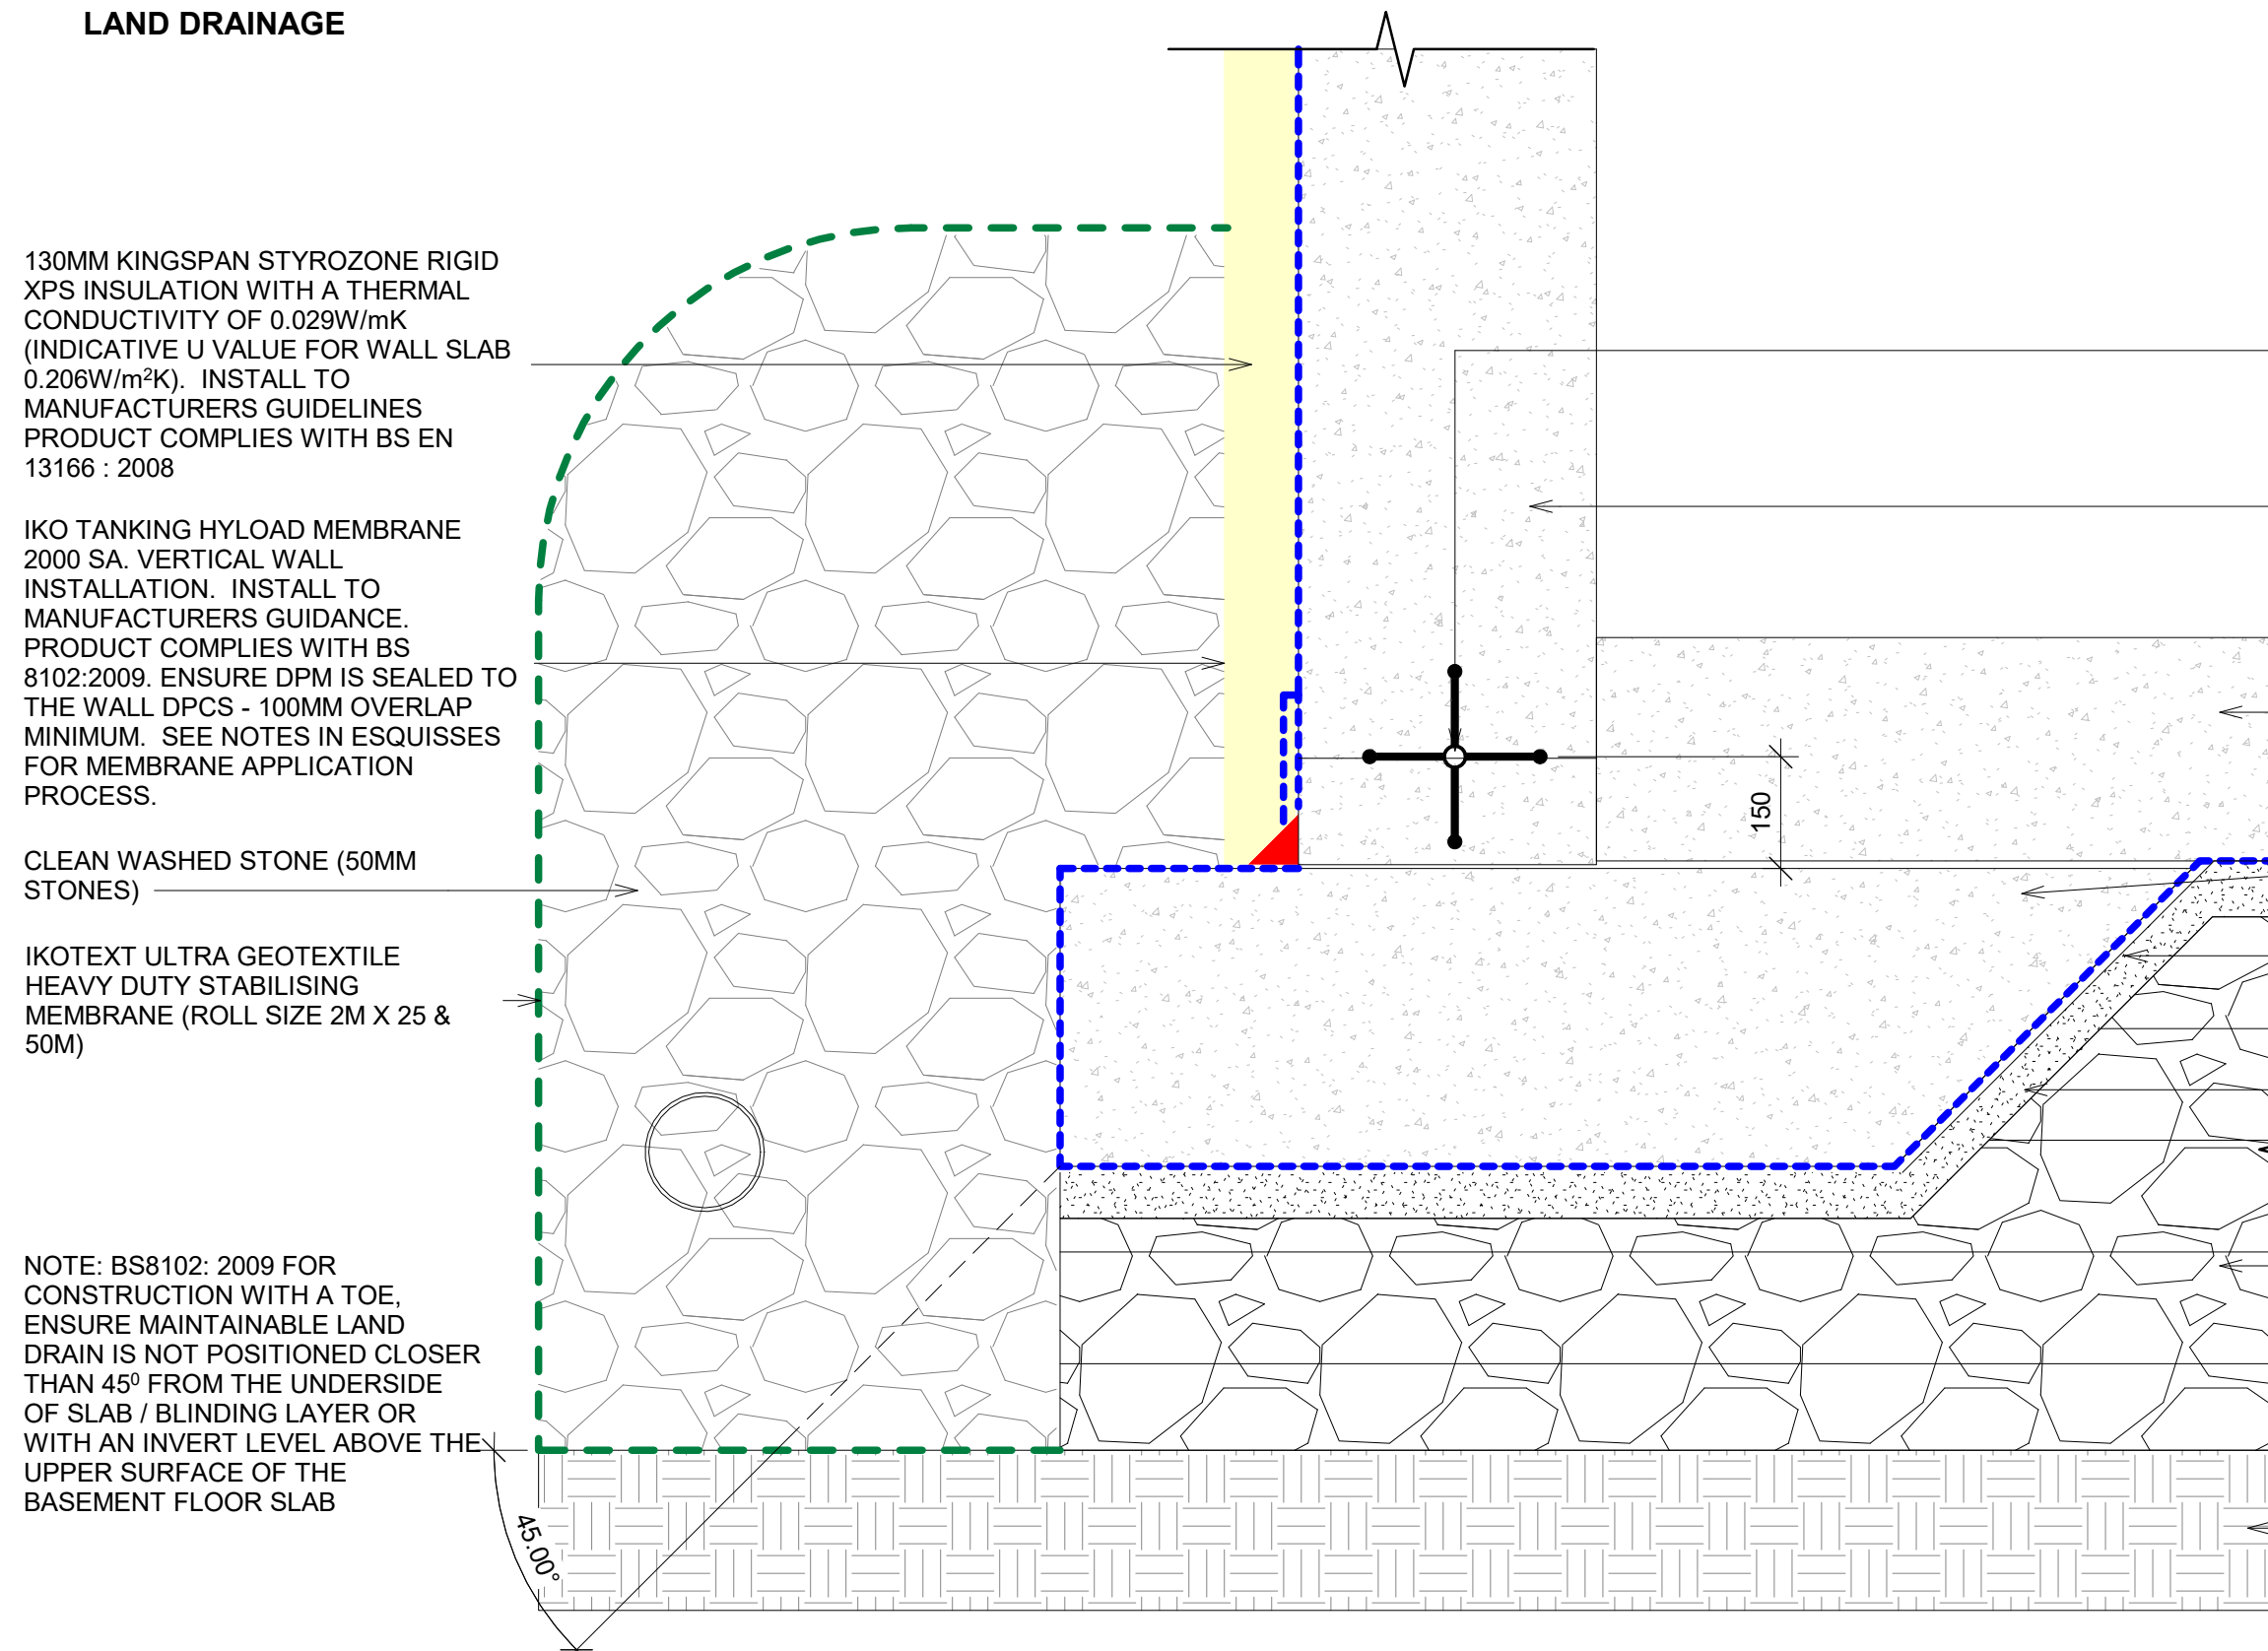 LAND DRAINAGE
130MM KINGSPAN STYROZONE RIGID
XPS INSULATION WITH A THERMAL
CONDUCTIVITY OF 0.029W/mK
(INDICATIVE U VALUE FOR WALL SLAB
0.206W/m²K).  INSTALL TO
MANUFACTURERS GUIDELINES
PRODUCT COMPLIES WITH BS EN
13166 : 2008
IKO TANKING HYLOAD MEMBRANE
2000 SA. VERTICAL WALL
INSTALLATION.  INSTALL TO
MANUFACTURERS GUIDANCE.
PRODUCT COMPLIES WITH BS
8102:2009. ENSURE DPM IS SEALED TO
THE WALL DPCS - 100MM OVERLAP
MINIMUM.  SEE NOTES IN ESQUISSES
FOR MEMBRANE APPLICATION
PROCESS.
150
CLEAN WASHED STONE (50MM
STONES)
IKOTEXT ULTRA GEOTEXTILE
HEAVY DUTY STABILISING
MEMBRANE (ROLL SIZE 2M X 25 &
50M)
NOTE: BS8102: 2009 FOR
CONSTRUCTION WITH A TOE,
ENSURE MAINTAINABLE LAND
DRAIN IS NOT POSITIONED CLOSER
THAN 45⁰ FROM THE UNDERSIDE
OF SLAB / BLINDING LAYER OR
WITH AN INVERT LEVEL ABOVE THE
UPPER SURFACE OF THE
BASEMENT FLOOR SLAB
45.00°